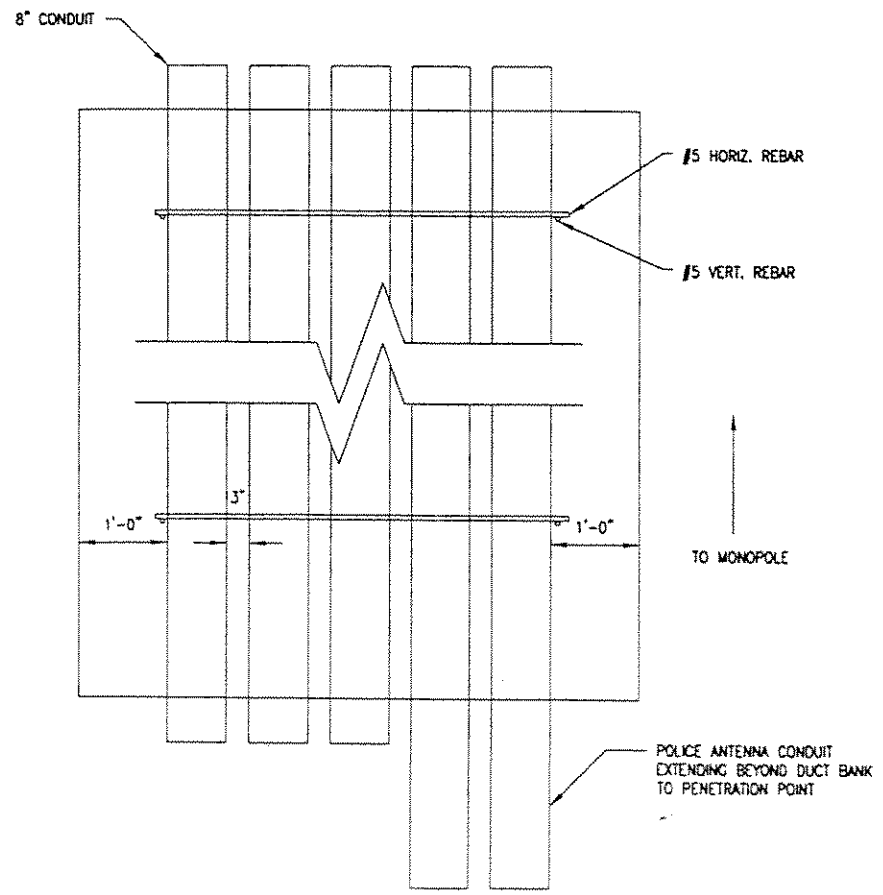 8" CONDUIT
#5 HORIZ. REBAR
#5 VERT. REBAR
3"
1'-0"
1'-0"
TO MONOPOLE
POLICE ANTENNA CONDUIT
EXTENDING BEYOND DUCT BANK
TO PENETRATION POINT